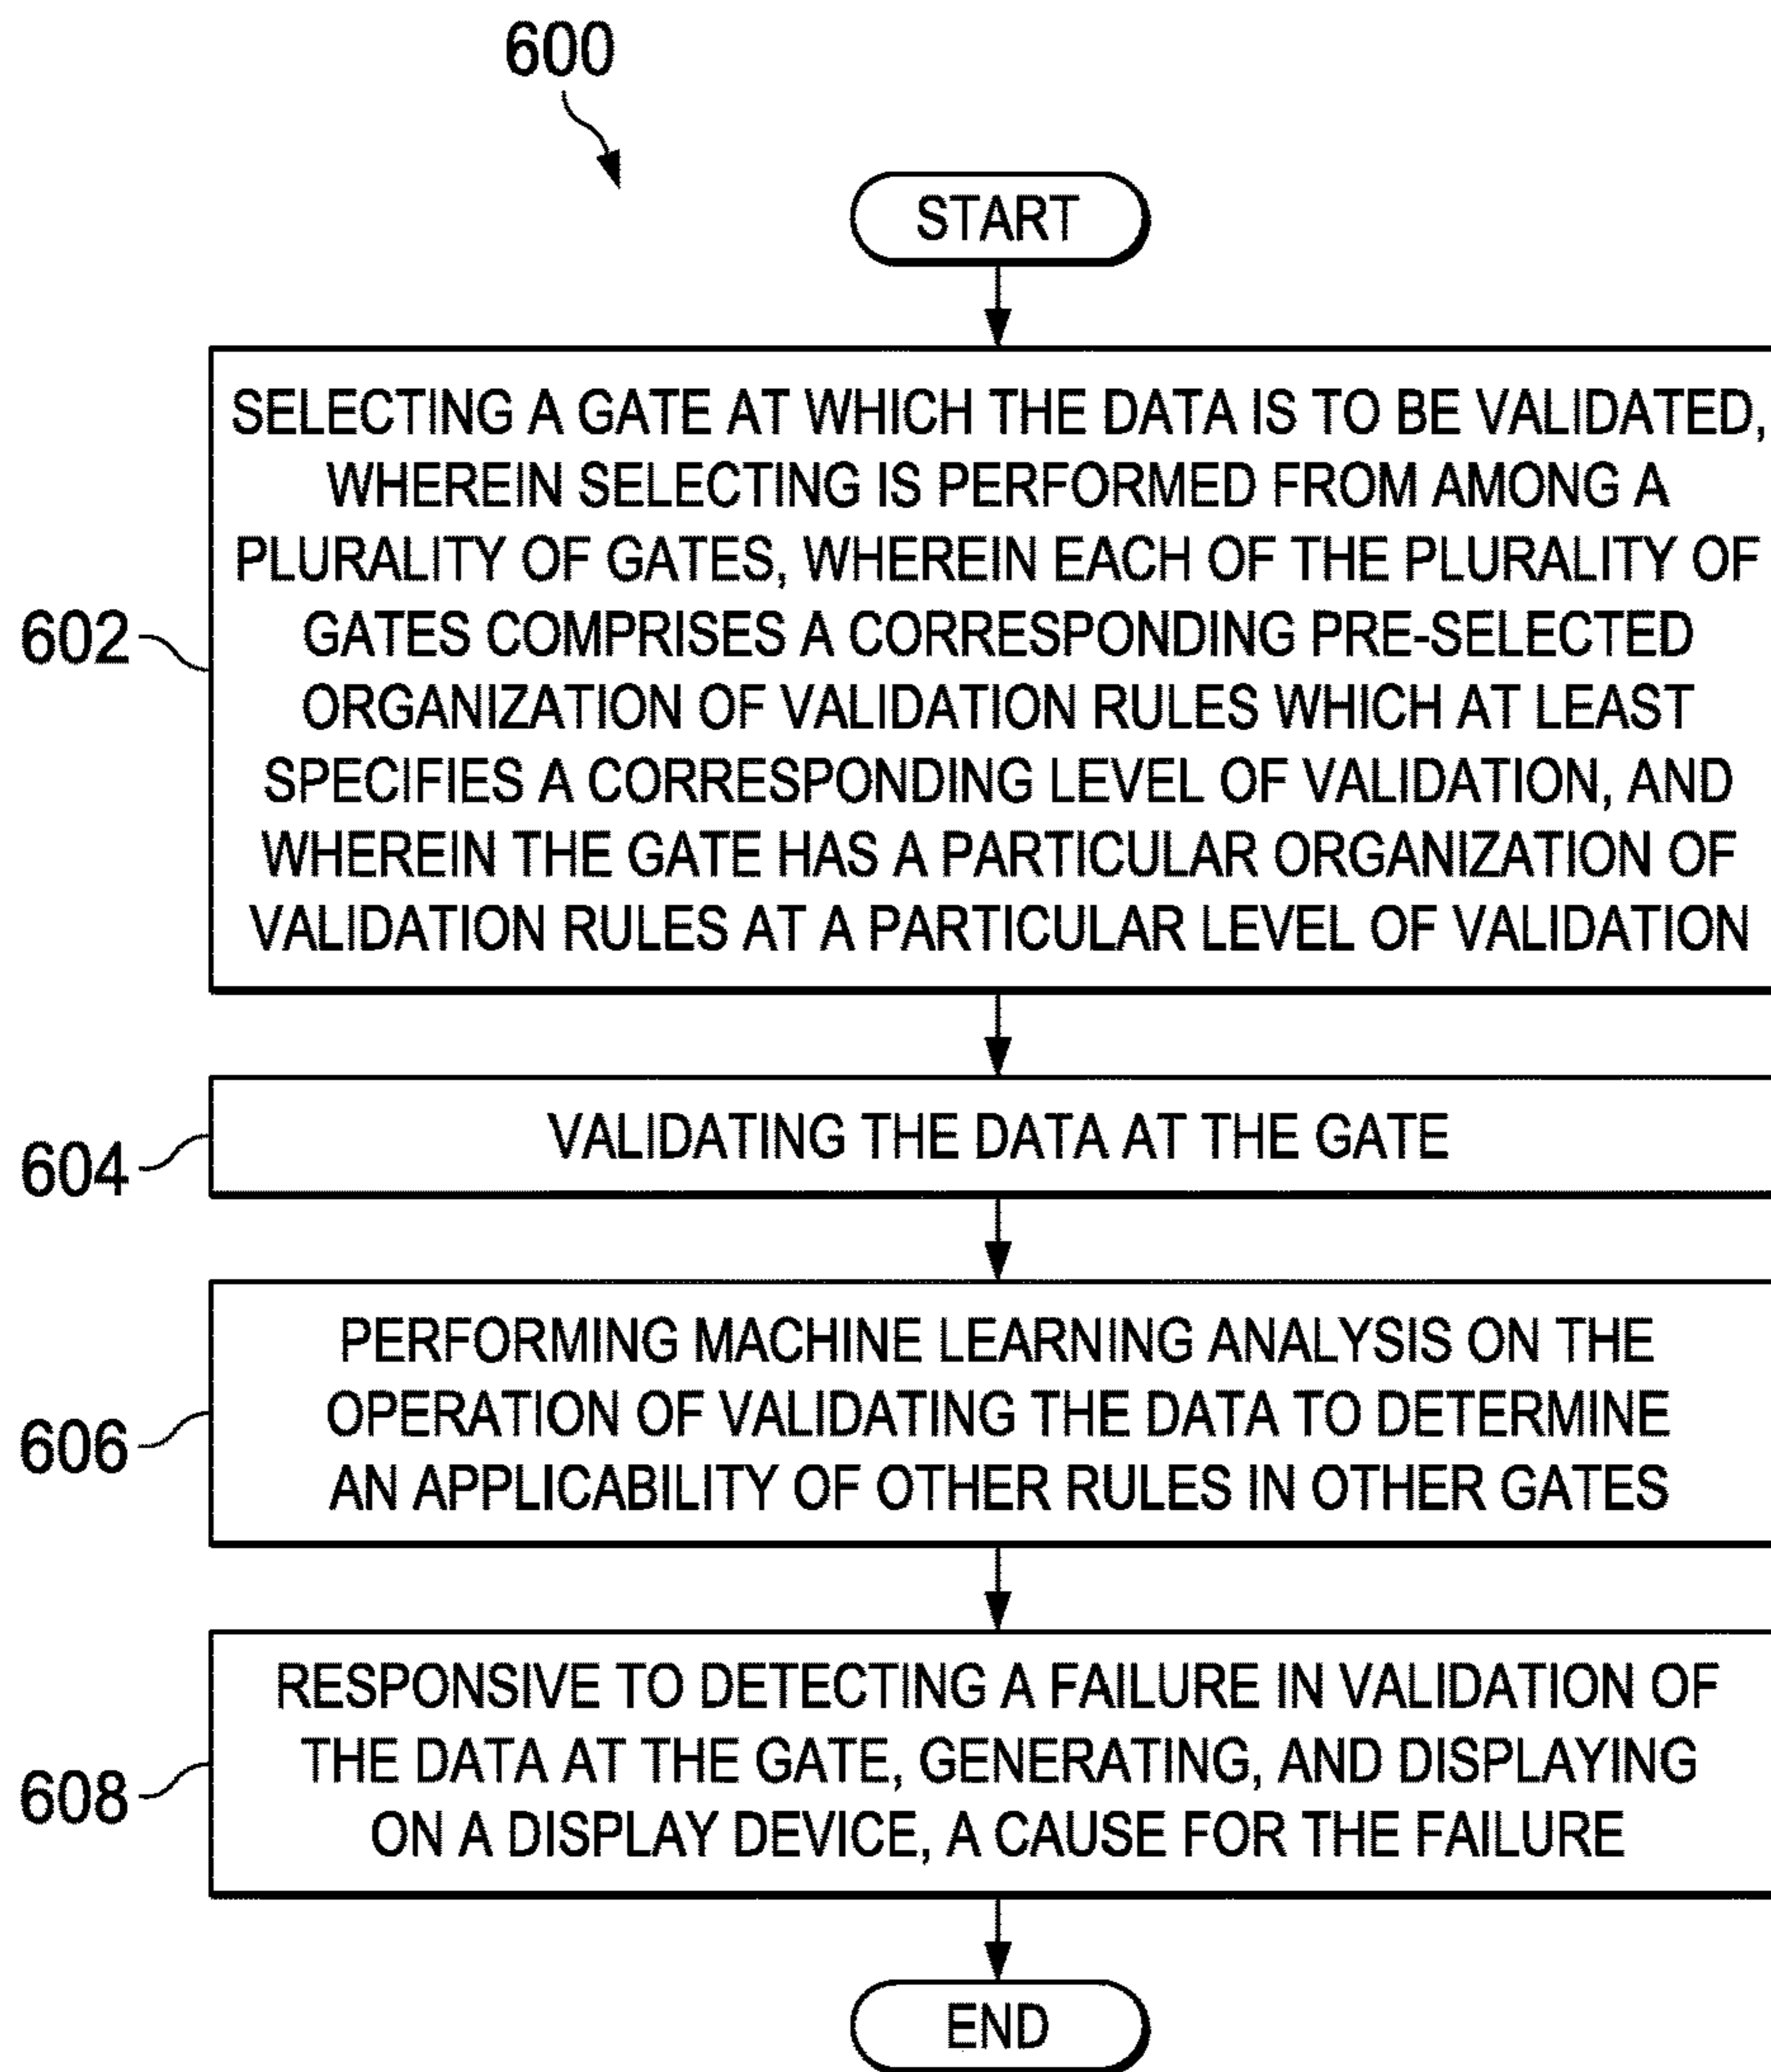 600
START
602
SELECTING A GATE AT WHICH THE DATA IS TO BE VALIDATED,
WHEREIN SELECTING IS PERFORMED FROM AMONG A
PLURALITY OF GATES, WHEREIN EACH OF THE PLURALITY OF
GATES COMPRISES A CORRESPONDING PRE-SELECTED
ORGANIZATION OF VALIDATION RULES WHICH AT LEAST
SPECIFIES A CORRESPONDING LEVEL OF VALIDATION, AND
WHEREIN THE GATE HAS A PARTICULAR ORGANIZATION OF
VALIDATION RULES AT A PARTICULAR LEVEL OF VALIDATION
604
VALIDATING THE DATA AT THE GATE
606
PERFORMING MACHINE LEARNING ANALYSIS ON THE
OPERATION OF VALIDATING THE DATA TO DETERMINE
AN APPLICABILITY OF OTHER RULES IN OTHER GATES
608
RESPONSIVE TO DETECTING A FAILURE IN VALIDATION OF
THE DATA AT THE GATE, GENERATING, AND DISPLAYING
ON A DISPLAY DEVICE, A CAUSE FOR THE FAILURE
END